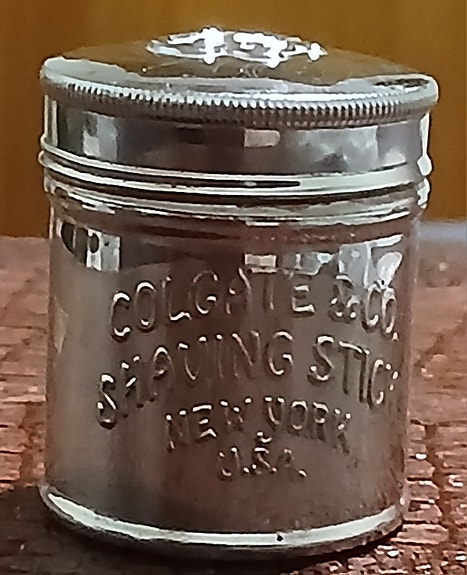 COLGATE & CO.
SHAVING STICK
NEW YORK
U.S.A.